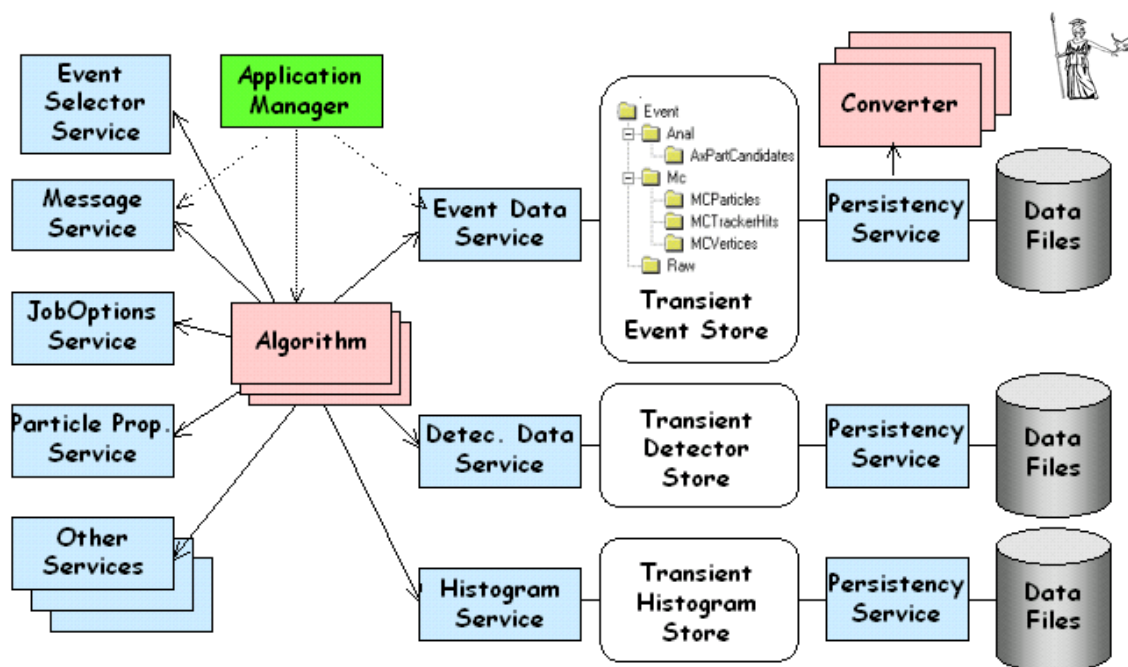 Event
Selector
Service
Application
Manager
Message
Service
JobOptions
Service
Particle Prop.
Service
Other
Services
Algorithm
Event Data
Service
Detec. Data
Service
Histogram
Service
Event
Anal
AxPartCandidates
Mc
MCParticles
MCTrackerHits
MCVertices
Raw
Transient
Event Store
Transient
Detector
Store
Transient
Histogram
Store
Converter
Persistency
Service
Data
Files
Persistency
Service
Data
Files
Persistency
Service
Data
Files